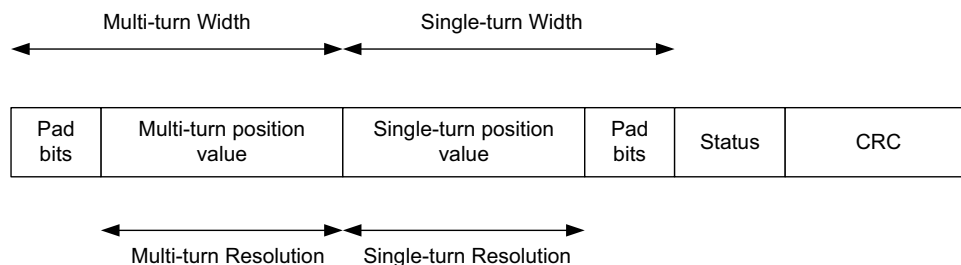 Multi-turn Width
Single-turn Width
Pad bits
Multi-turn position value
Single-turn position value
Pad bits
Status
CRC
Multi-turn Resolution
Single-turn Resolution